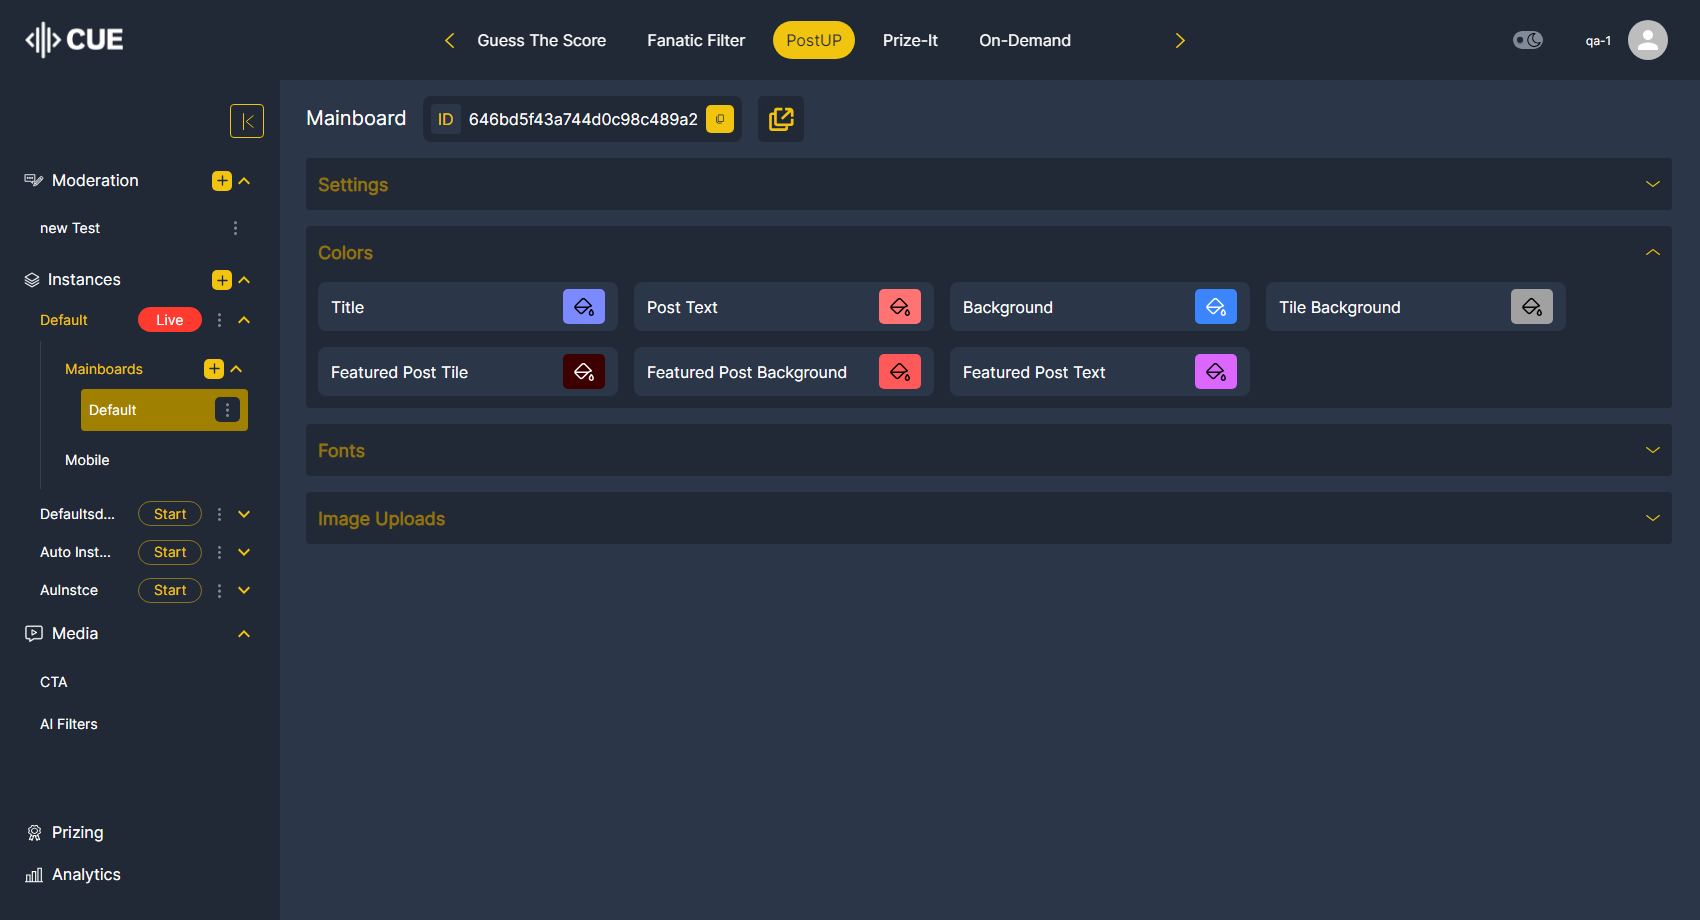 CUE
Guess The Score
Fanatic Filter
PostUP
Prize-It
On-Demand
qa-1
Moderation
new Test
Instances
Default
Live
Mainboards
Default
Mobile
Defaultsd...
Start
Auto Inst...
Start
AuInstce
Start
Media
CTA
AI Filters
Prizing
Analytics
Mainboard
ID 646bd5f43a744d0c98c489a2
Settings
Colors
Title
Post Text
Background
Tile Background
Featured Post Tile
Featured Post Background
Featured Post Text
Fonts
Image Uploads